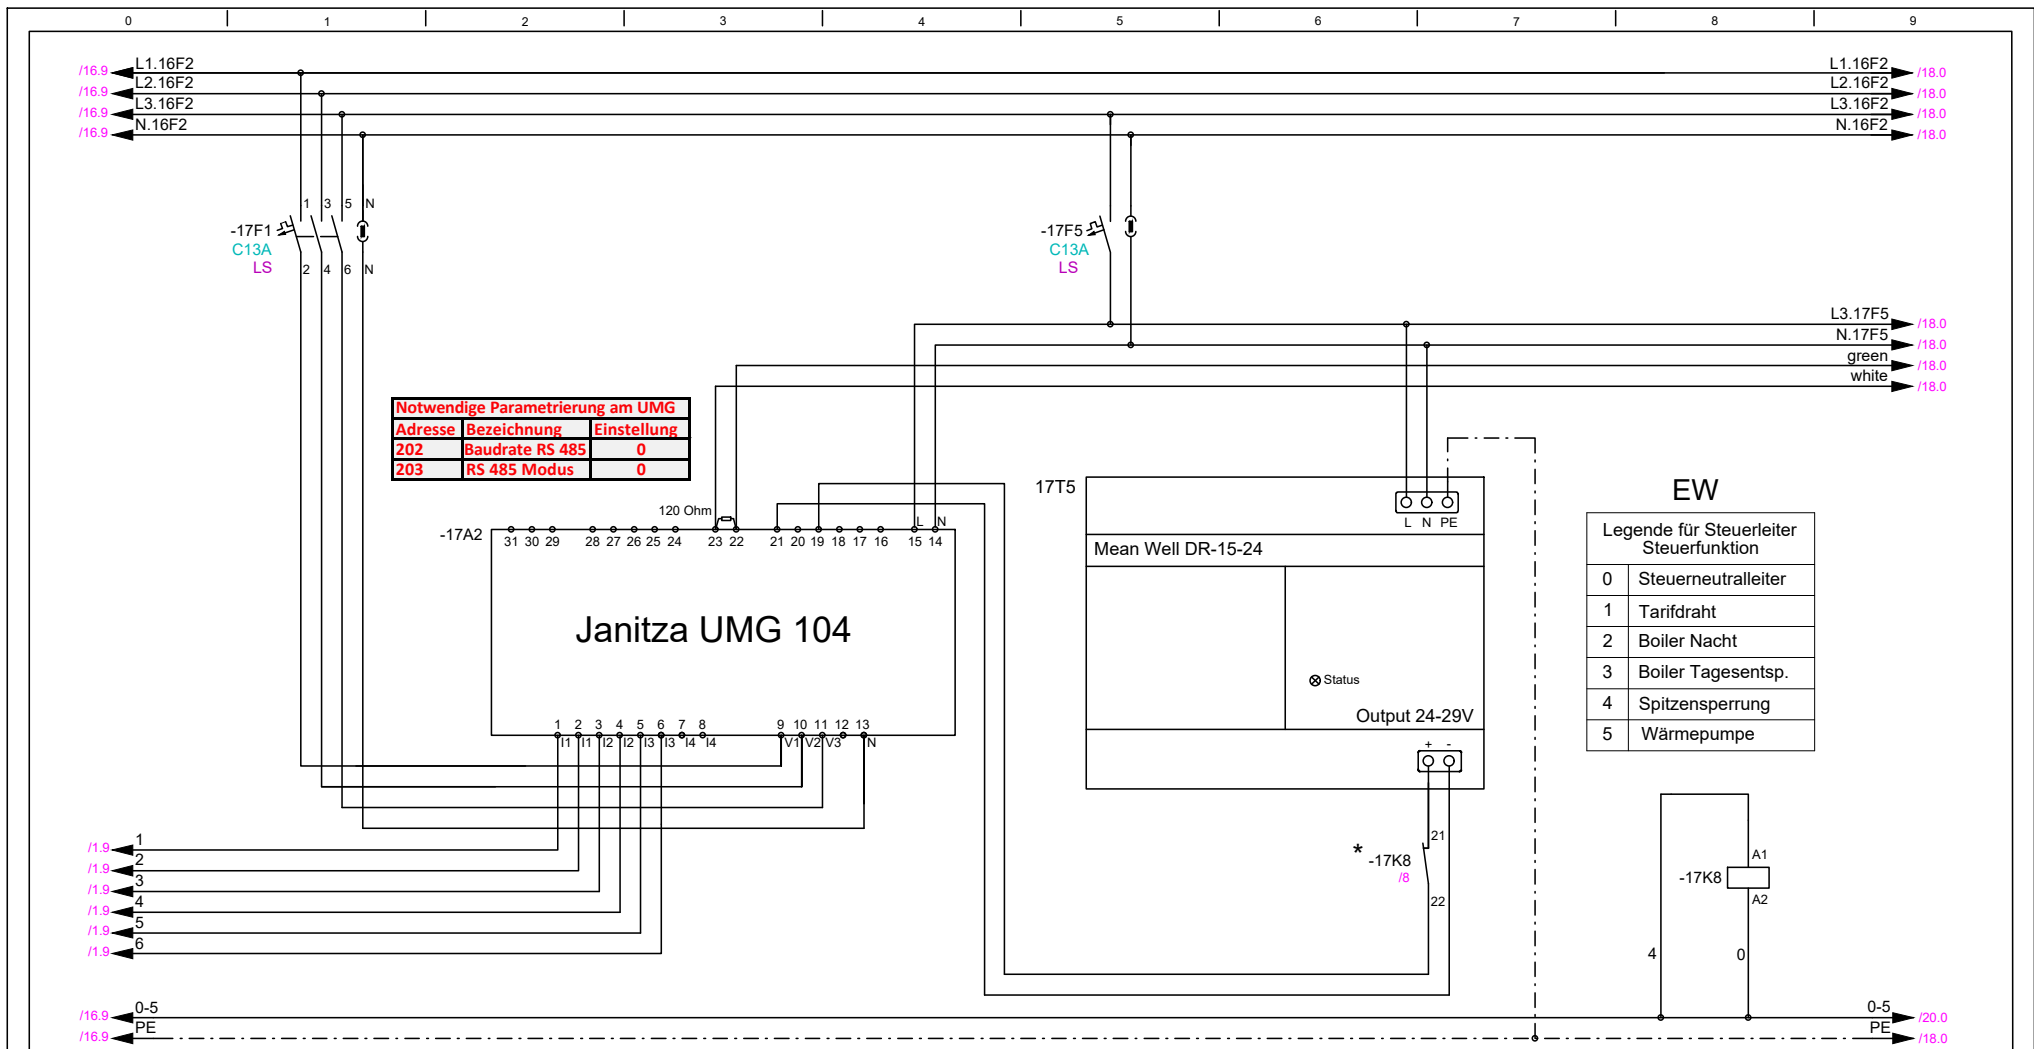 0 1 2 3 4 5 6 7 8 9
/16.9 L1.16F2 L1.16F2 /18.0
/16.9 L2.16F2 L2.16F2 /18.0
/16.9 L3.16F2 L3.16F2 /18.0
/16.9 N.16F2 N.16F2 /18.0
1 3 5 N
-17F1 -17F5
C13A C13A
LS LS
2 4 6 N
L3.17F5 /18.0
N.17F5 /18.0
green /18.0
white /18.0
Notwendige Parametrierung am UMG
Adresse Bezeichnung Einstellung
202 Baudrate RS 485 0
203 RS 485 Modus 0
120 Ohm
L N
-17A2
31 30 29 28 27 26 25 24 23 22 21 20 19 18 17 16 15 14
Janitza UMG 104
1 2 3 4 5 6 7 8 9 10 11 12 13
I1 I1 I2 I2 I3 I3 I4 I4 V1 V2 V3 N
17T5
L N PE
Mean Well DR-15-24
Status
Output 24-29V
+ -
EW
Legende für Steuerleiter
Steuerfunktion
0 Steuerneutralleiter
1 Tarifdraht
2 Boiler Nacht
3 Boiler Tagesentsp.
4 Spitzensperrung
5 Wärmepumpe
21
* -17K8
/8
22
A1
-17K8
A2
4 0
/1.9 1
/1.9 2
/1.9 3
/1.9 4
/1.9 5
/1.9 6
/16.9 0-5 0-5 /20.0
/16.9 PE PE /18.0